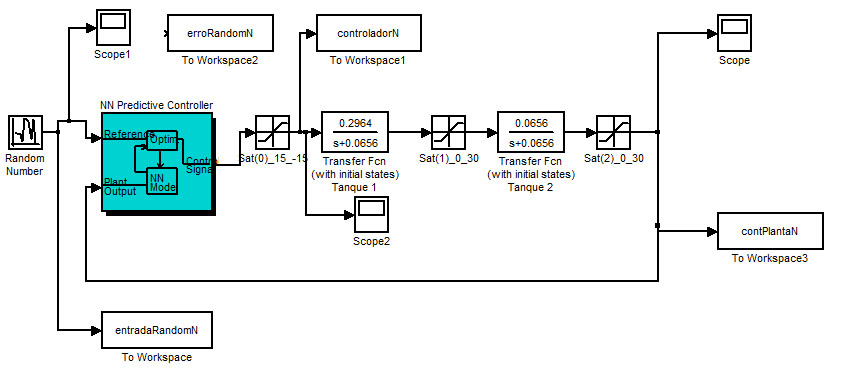 erroRandomN
To Workspace2
controladorN
To Workspace1
Scope1
Scope
NN Predictive Controller
Random
Number
Reference
Optim.
Control
Signal
NN
Model
Plant
Output
Sat(0)_15_-15
0.2964
s+0.0656
Transfer Fcn
(with initial states)
Tanque 1
Sat(1)_0_30
0.0656
s+0.0656
Transfer Fcn
(with initial states)
Tanque 2
Sat(2)_0_30
Scope2
contPlantaN
To Workspace3
entradaRandomN
To Workspace